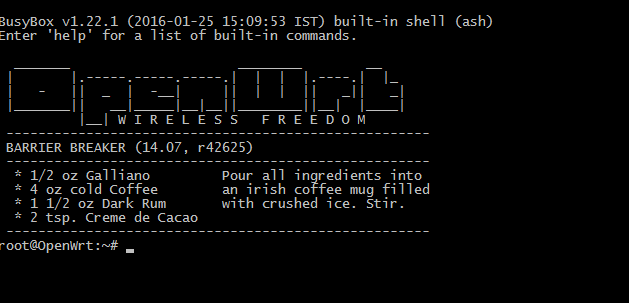 BusyBox v1.22.1 (2016-01-25 15:09:53 IST) built-in shell (ash)
Enter 'help' for a list of built-in commands.
OpenWrt
W I R E L E S S   F R E E D O M
BARRIER BREAKER (14.07, r42625)
* 1/2 oz Galliano         Pour all ingredients into
* 4 oz cold Coffee        an irish coffee mug filled
* 1 1/2 oz Dark Rum       with crushed ice. Stir.
* 2 tsp. Creme de Cacao
root@OpenWrt:~#